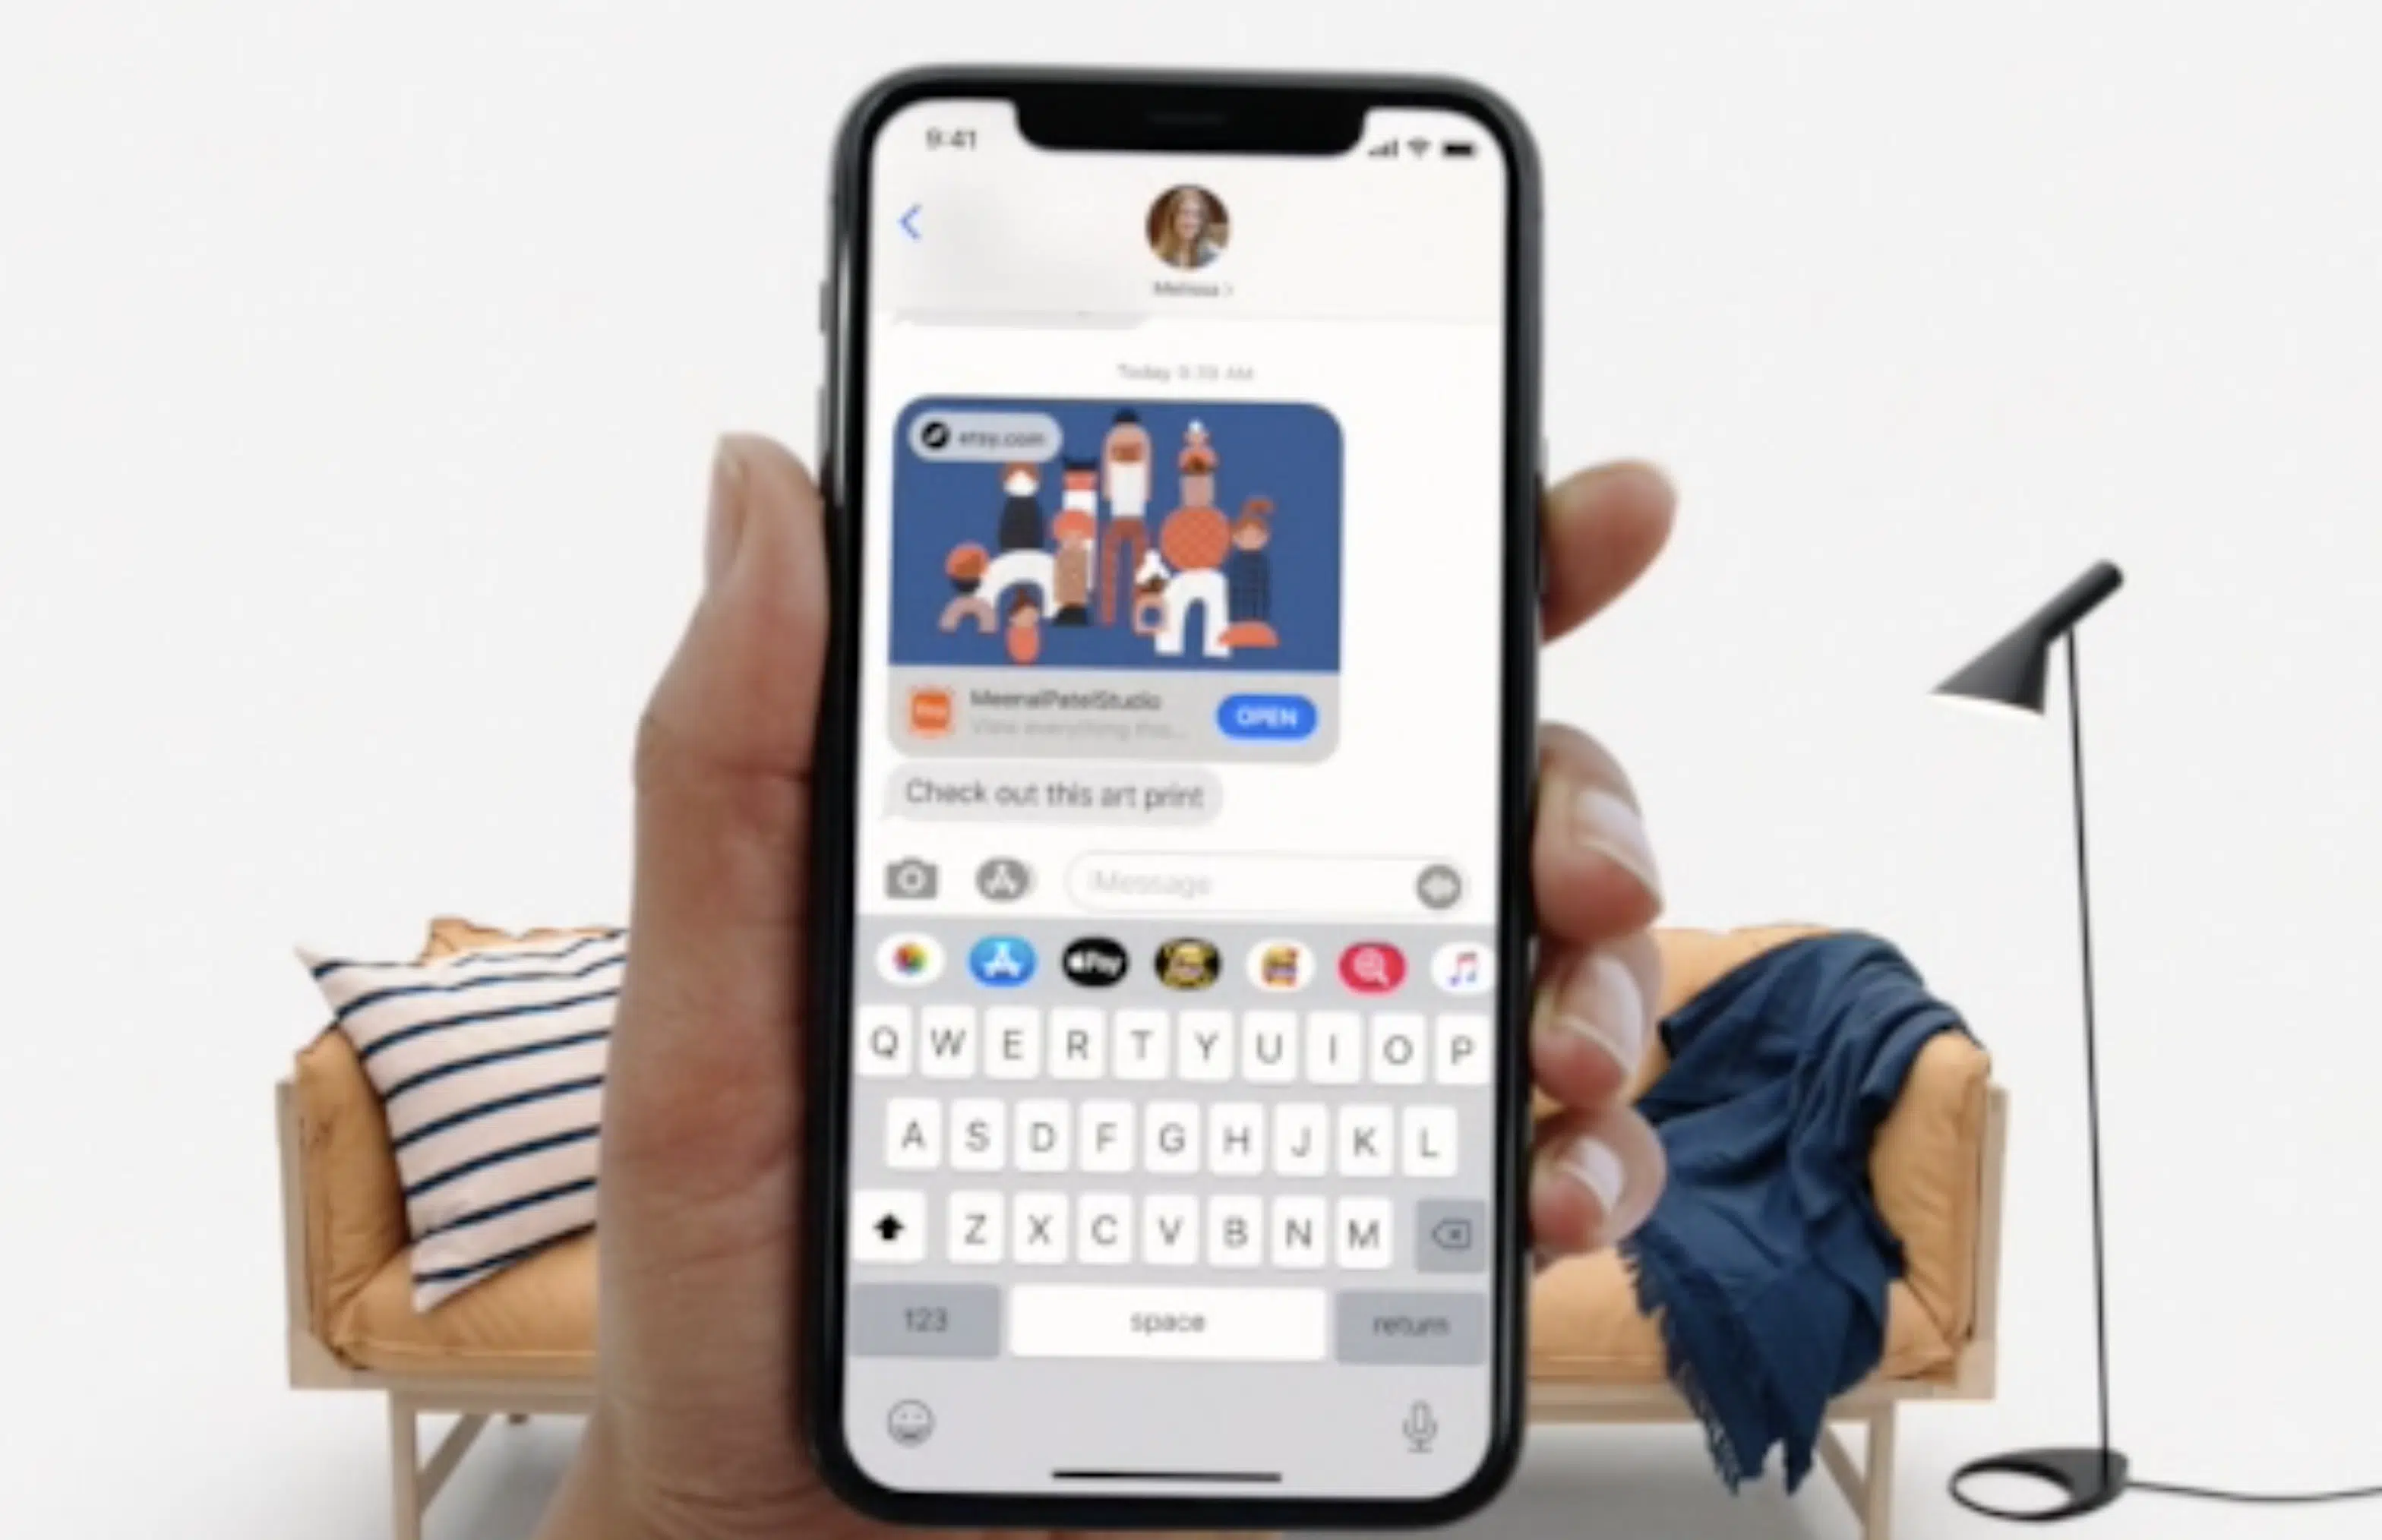 9:41
Melissa >
Today 9:39 AM
etsy.com
MeenalPatelStudio
View everything this...
OPEN
Check out this art print
iMessage
Pay
Q W E R T Y U I O P
A S D F G H J K L
Z X C V B N M
123 space return